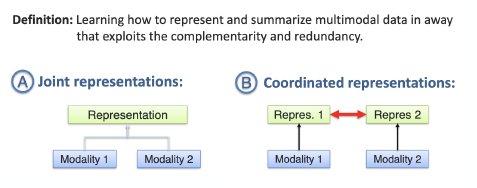 Definition: Learning how to represent and summarize multimodal data in away
that exploits the complementarity and redundancy.
A Joint representations:
Representation
Modality 1 Modality 2
B Coordinated representations:
Repres. 1 Repres 2
Modality 1 Modality 2